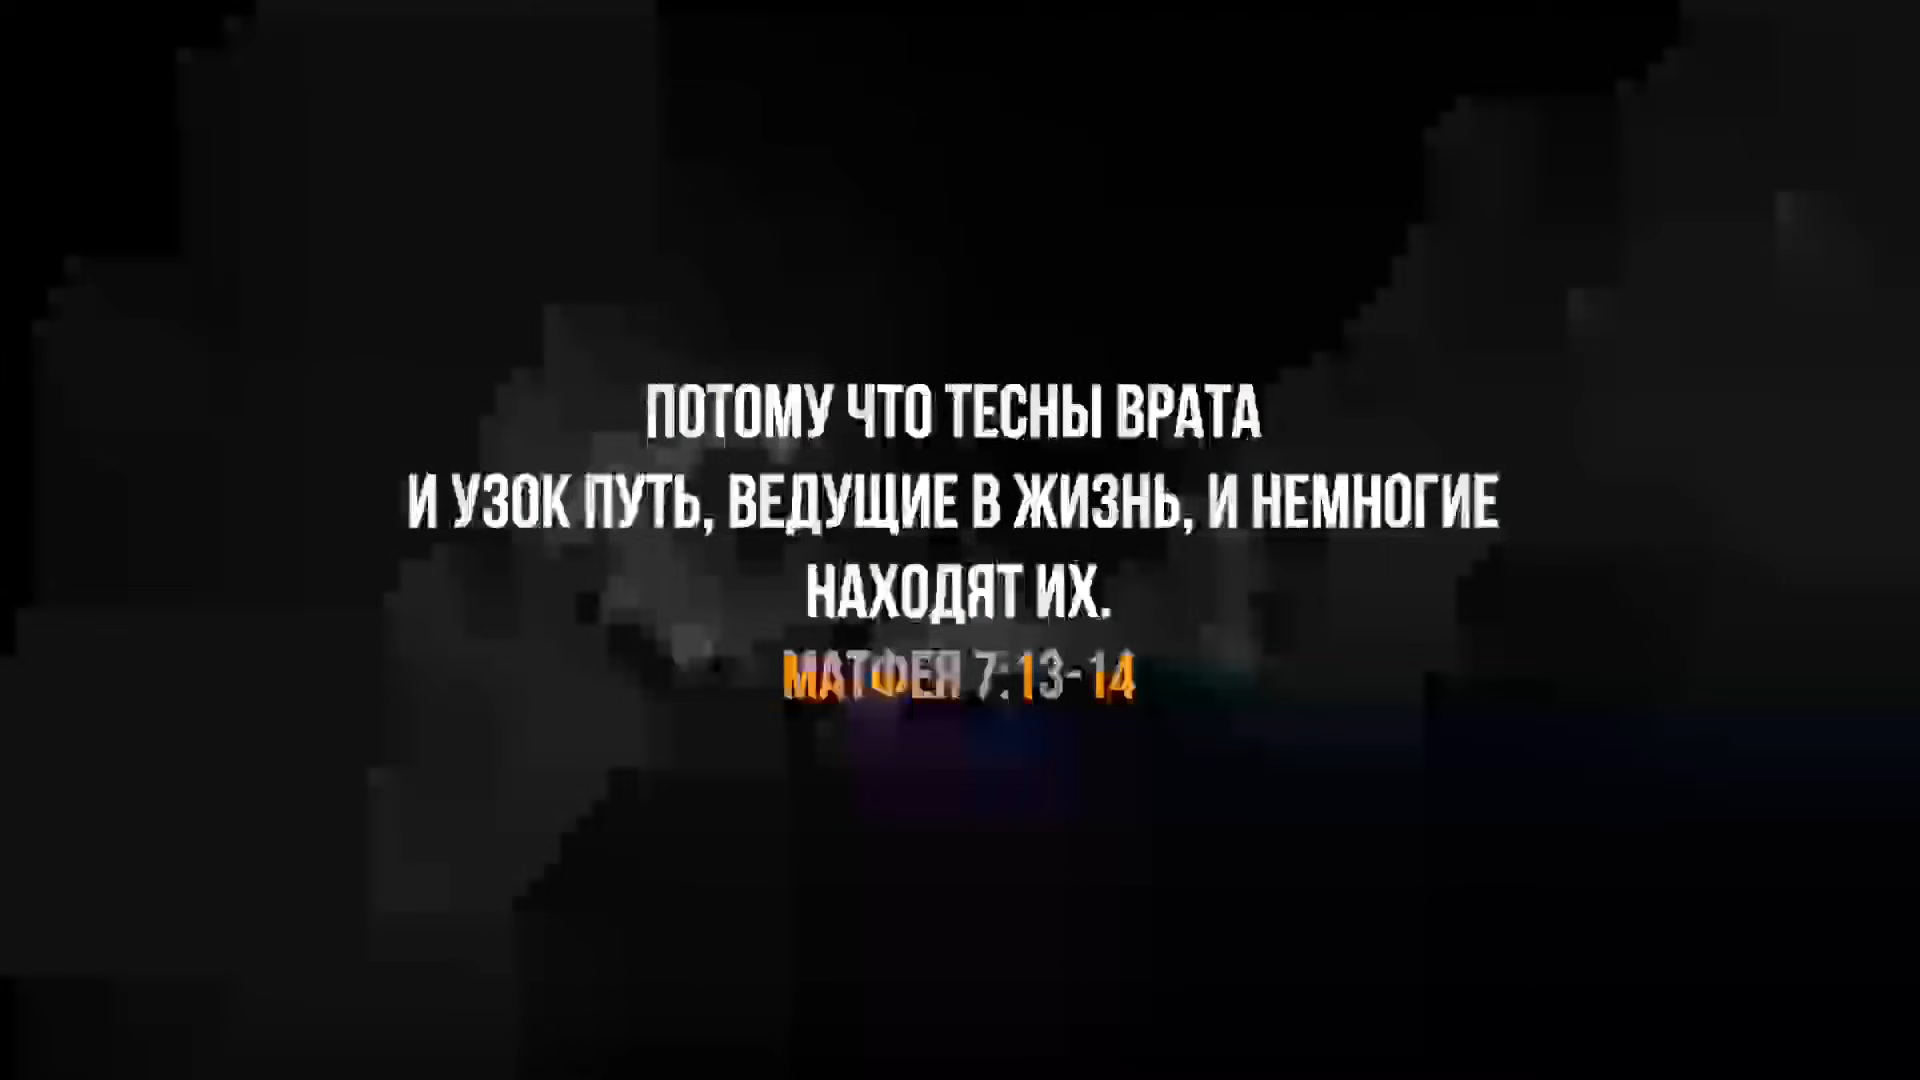 ПОТОМУ ЧТО ТЕСНЫ ВРАТА
И УЗОК ПУТЬ, ВЕДУЩИЕ В ЖИЗНЬ, И НЕМНОГИЕ
НАХОДЯТ ИХ.
МАТФЕЯ 7:13-14